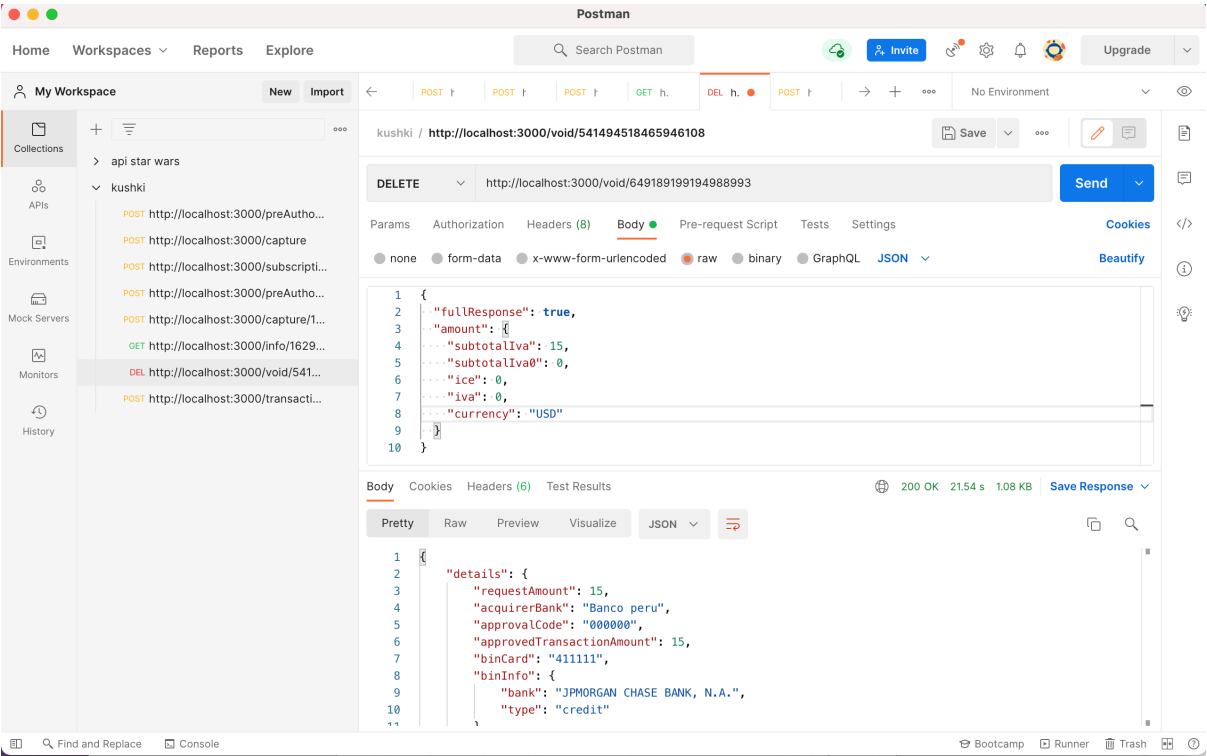 Postman
Home Workspaces Reports Explore Search Postman Invite Upgrade
My Workspace New Import POST h POST h POST h GET h. DEL h. POST h No Environment
Collections
APIs
Environments
Mock Servers
Monitors
History
api star wars
kushki
POST http://localhost:3000/preAutho...
POST http://localhost:3000/capture
POST http://localhost:3000/subscripti...
POST http://localhost:3000/preAutho...
POST http://localhost:3000/capture/1...
GET http://localhost:3000/info/1629...
DEL http://localhost:3000/void/541...
POST http://localhost:3000/transacti...
kushki / http://localhost:3000/void/541494518465946108 Save
DELETE http://localhost:3000/void/649189199194988993 Send
Params Authorization Headers (8) Body Pre-request Script Tests Settings Cookies
none form-data x-www-form-urlencoded raw binary GraphQL JSON Beautify
1 {
2 "fullResponse": true,
3 "amount": {
4 "subtotalIva": 15,
5 "subtotalIva0": 0,
6 "ice": 0,
7 "iva": 0,
8 "currency": "USD"
9 }
10 }
Body Cookies Headers (6) Test Results 200 OK 21.54 s 1.08 KB Save Response
Pretty Raw Preview Visualize JSON
1 {
2 "details": {
3 "requestAmount": 15,
4 "acquirerBank": "Banco peru",
5 "approvalCode": "000000",
6 "approvedTransactionAmount": 15,
7 "binCard": "411111",
8 "binInfo": {
9 "bank": "JPMORGAN CHASE BANK, N.A.",
10 "type": "credit"
11 }
Find and Replace Console Bootcamp Runner Trash